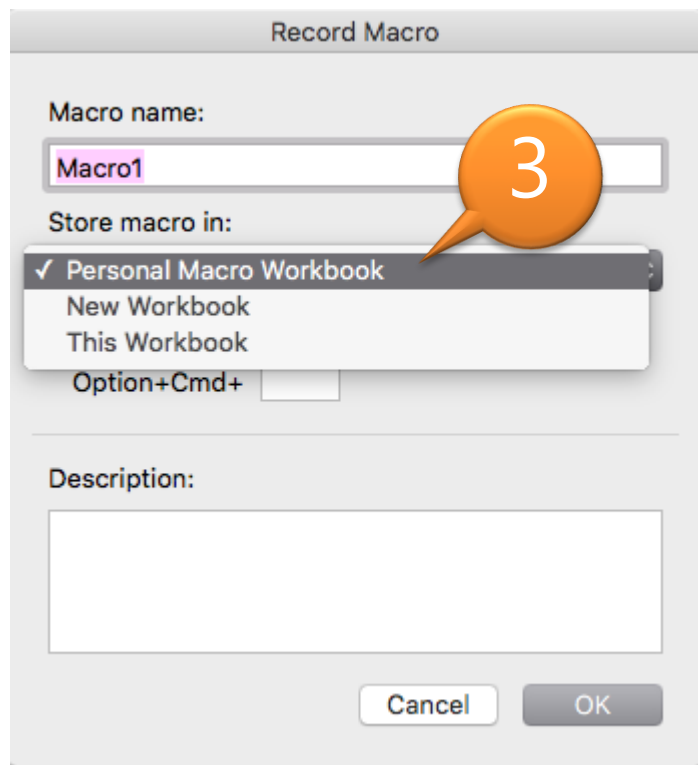 Record Macro
Macro name:
Macro1
3
Store macro in:
✓ Personal Macro Workbook
New Workbook
This Workbook
Option+Cmd+
Description:
Cancel
OK